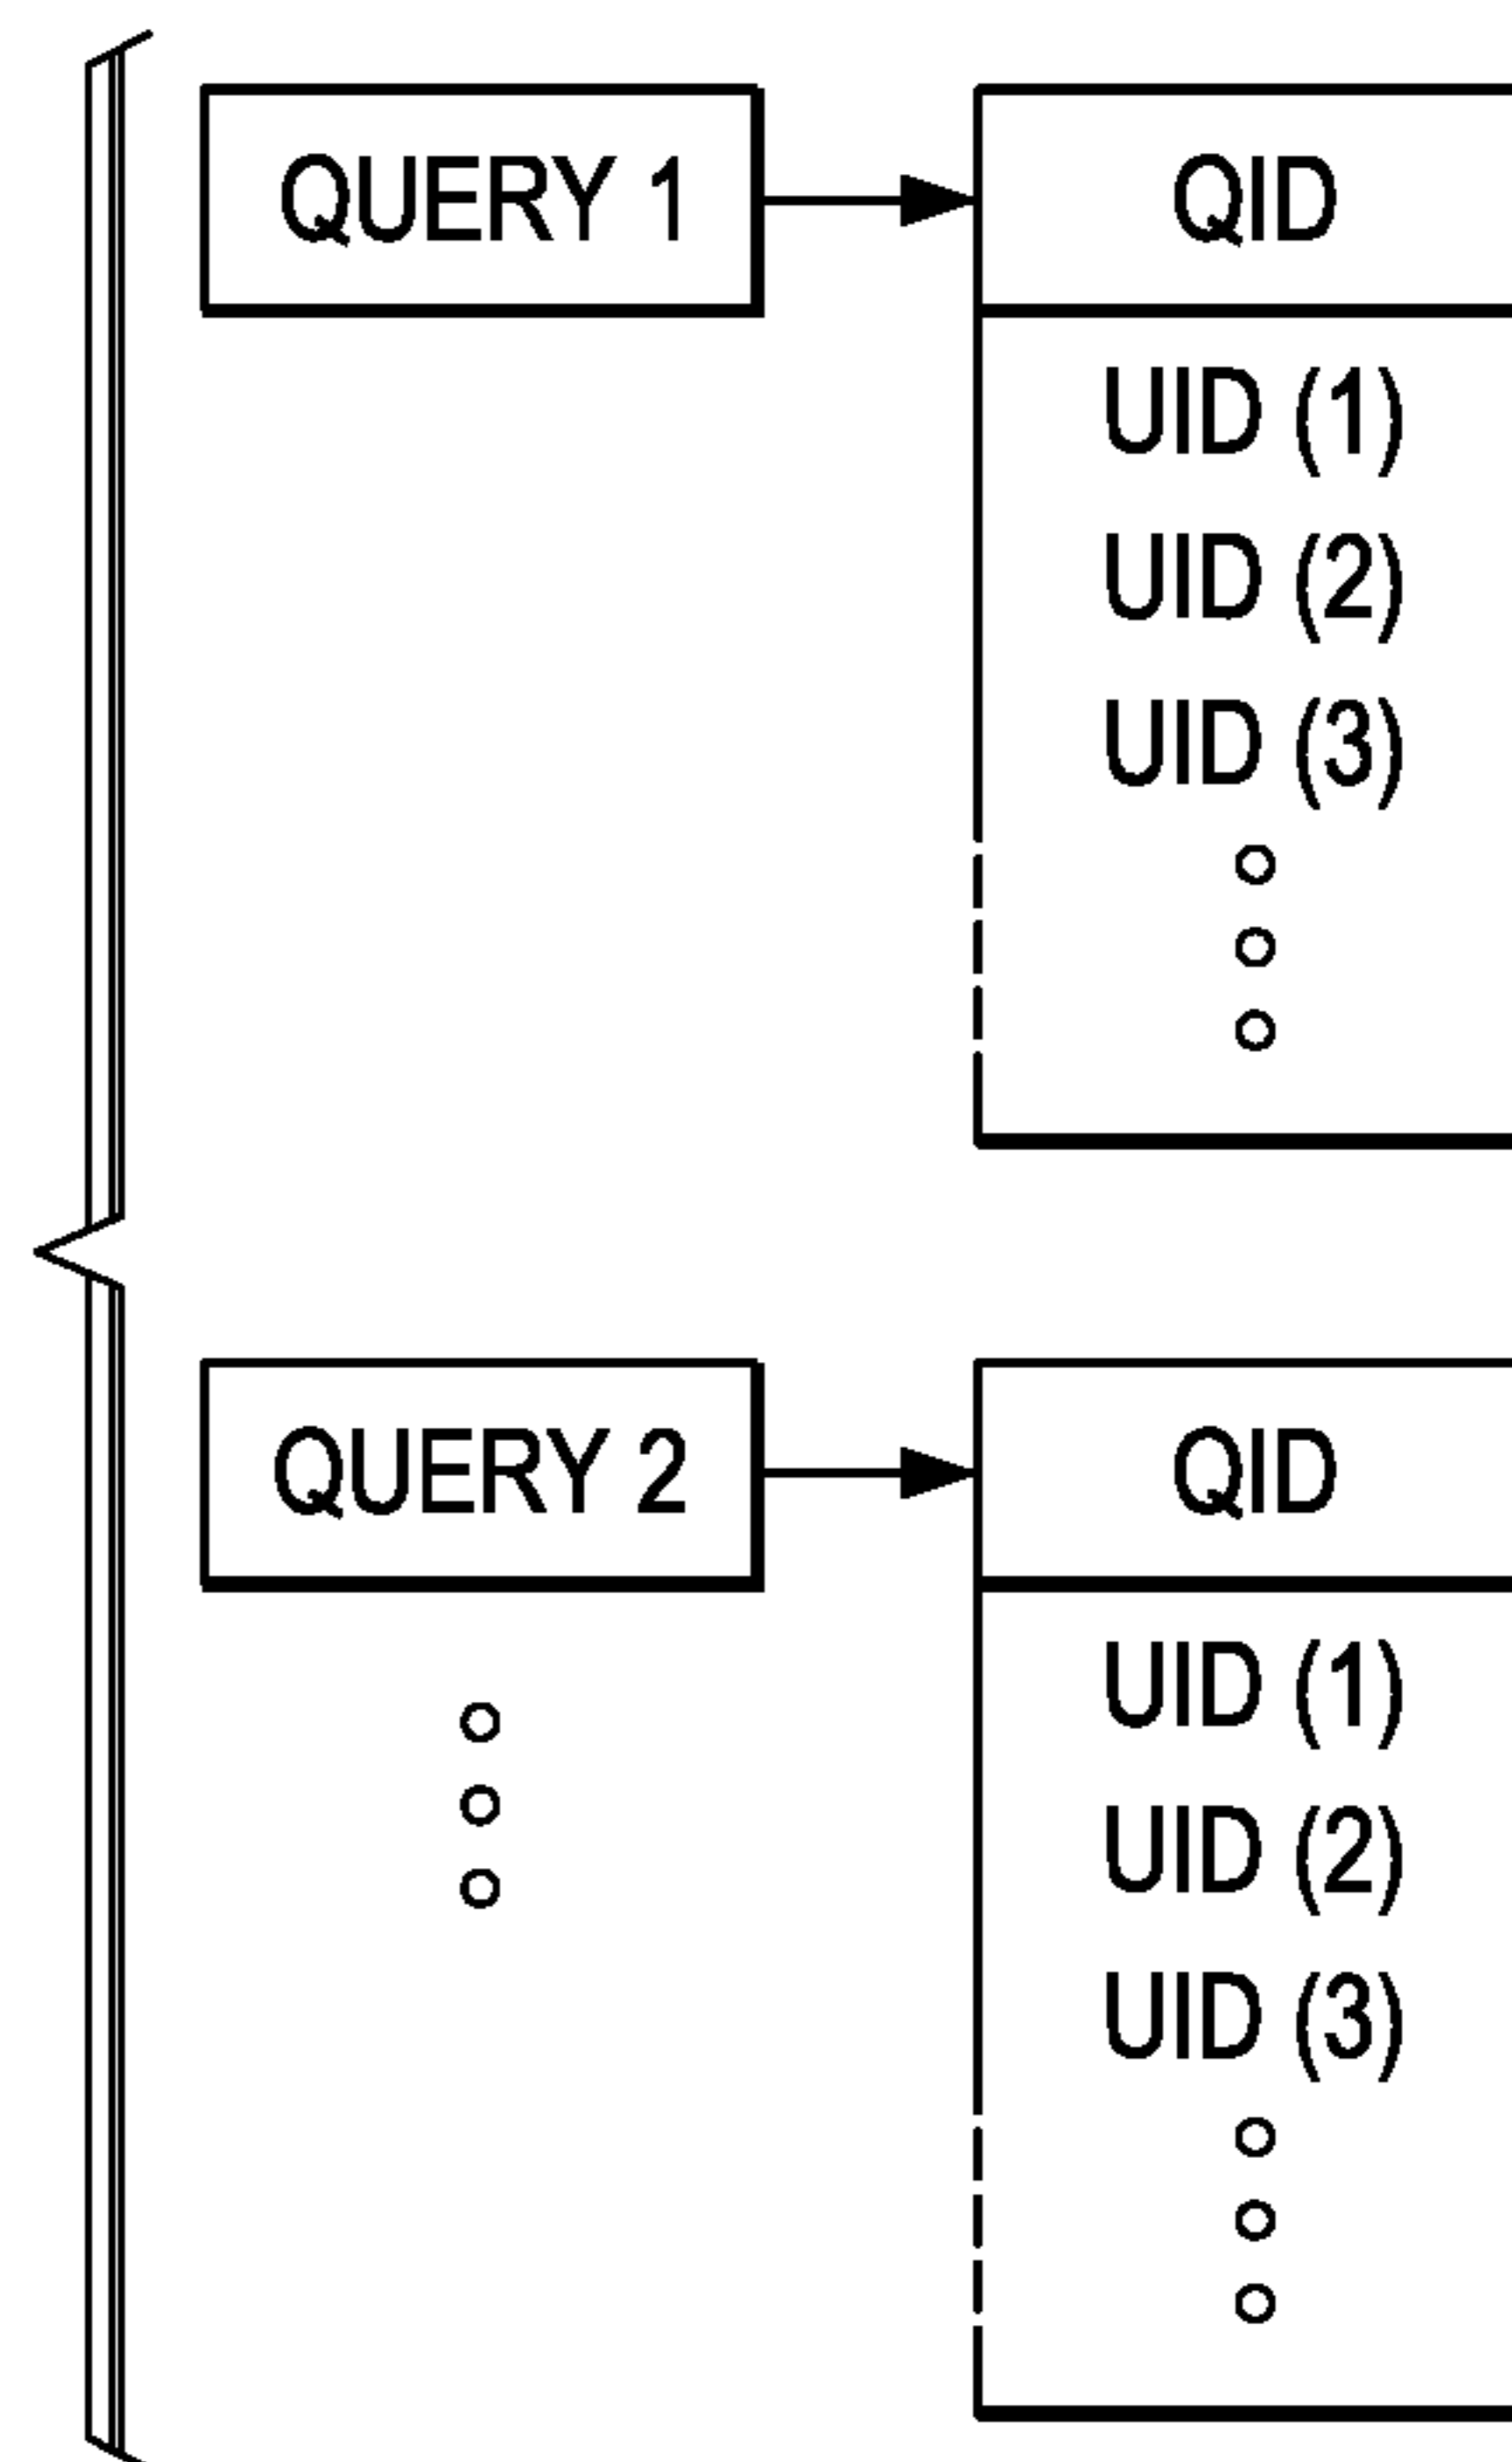 QUERY 1
QID
UID (1)
UID (2)
UID (3)
QUERY 2
QID
UID (1)
UID (2)
UID (3)